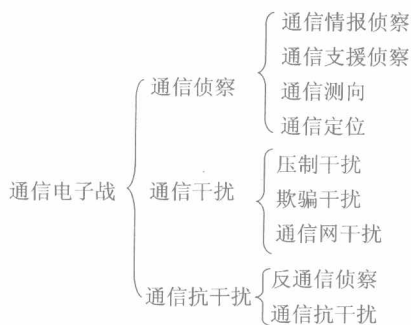 通信电子战
通信侦察
通信情报侦察
通信支援侦察
通信测向
通信定位
通信干扰
压制干扰
欺骗干扰
通信网干扰
通信抗干扰
反通信侦察
通信抗干扰